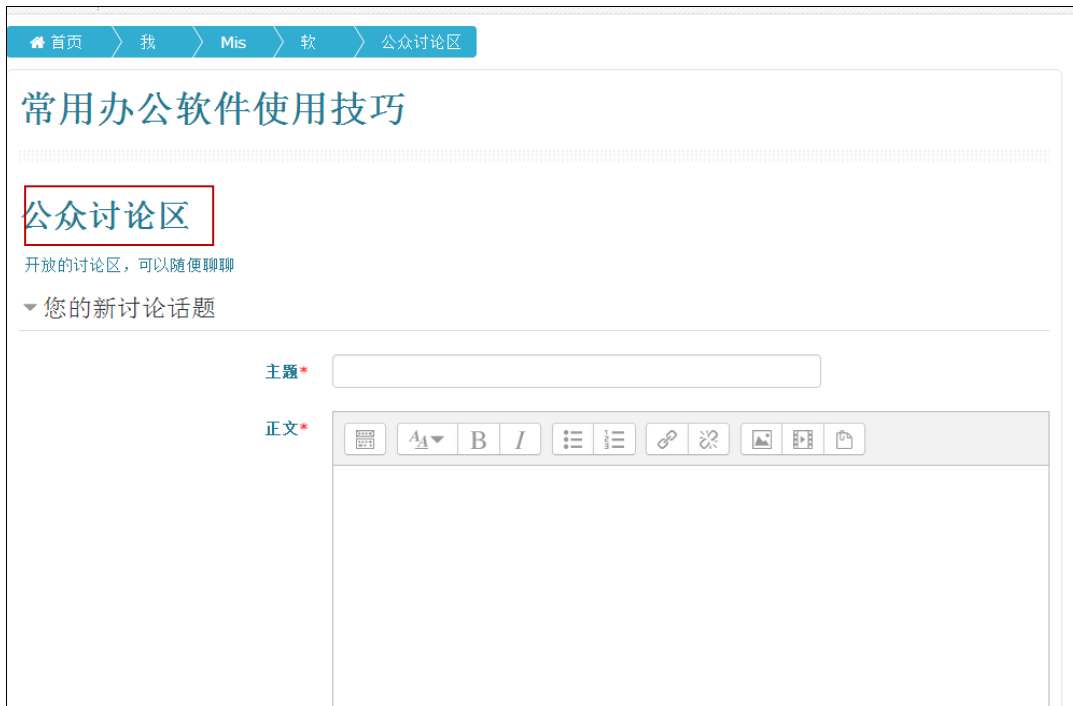 首页 我 Mis 软 公众讨论区
常用办公软件使用技巧
公众讨论区
开放的讨论区，可以随便聊聊
您的新讨论话题
主题*
正文*